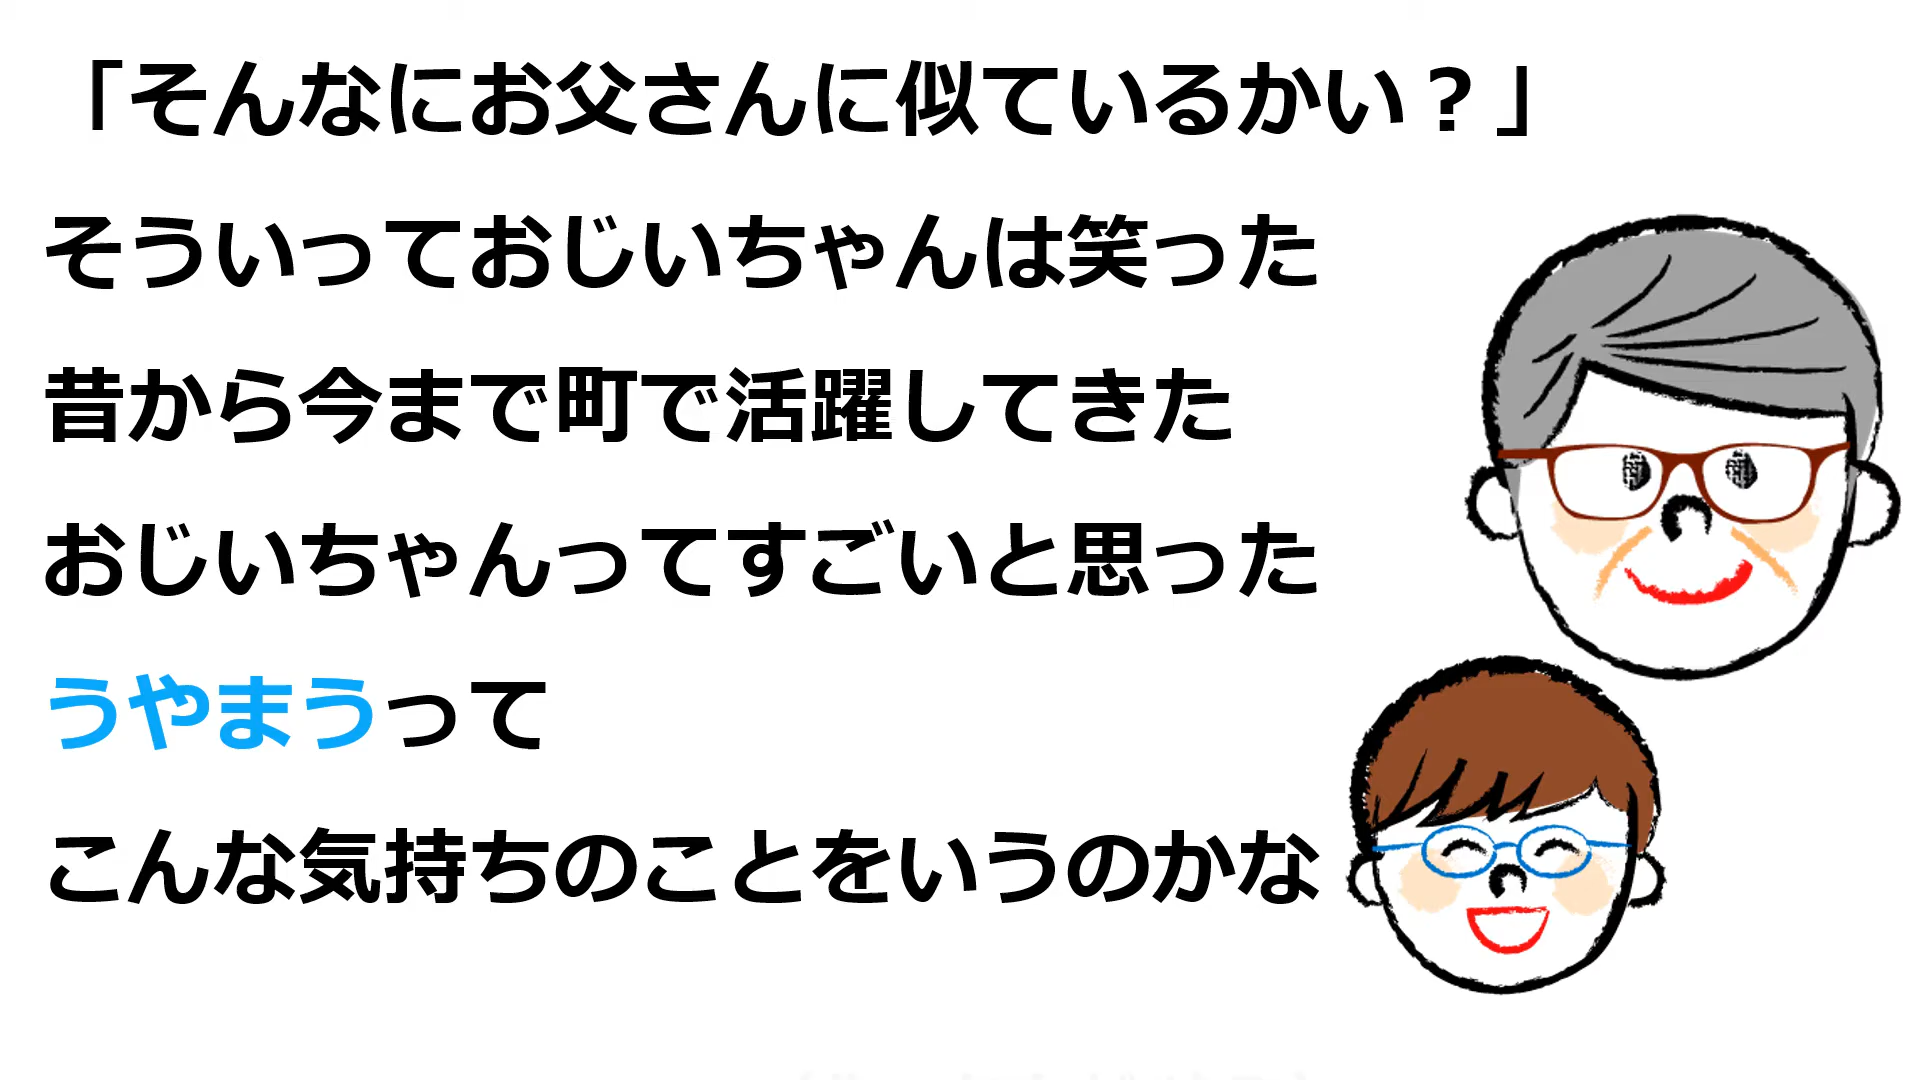 「そんなにお父さんに似ているかい？」
そういっておじいちゃんは笑った
昔から今まで町で活躍してきた
おじいちゃんってすごいと思った
うやまうって
こんな気持ちのことをいうのかな